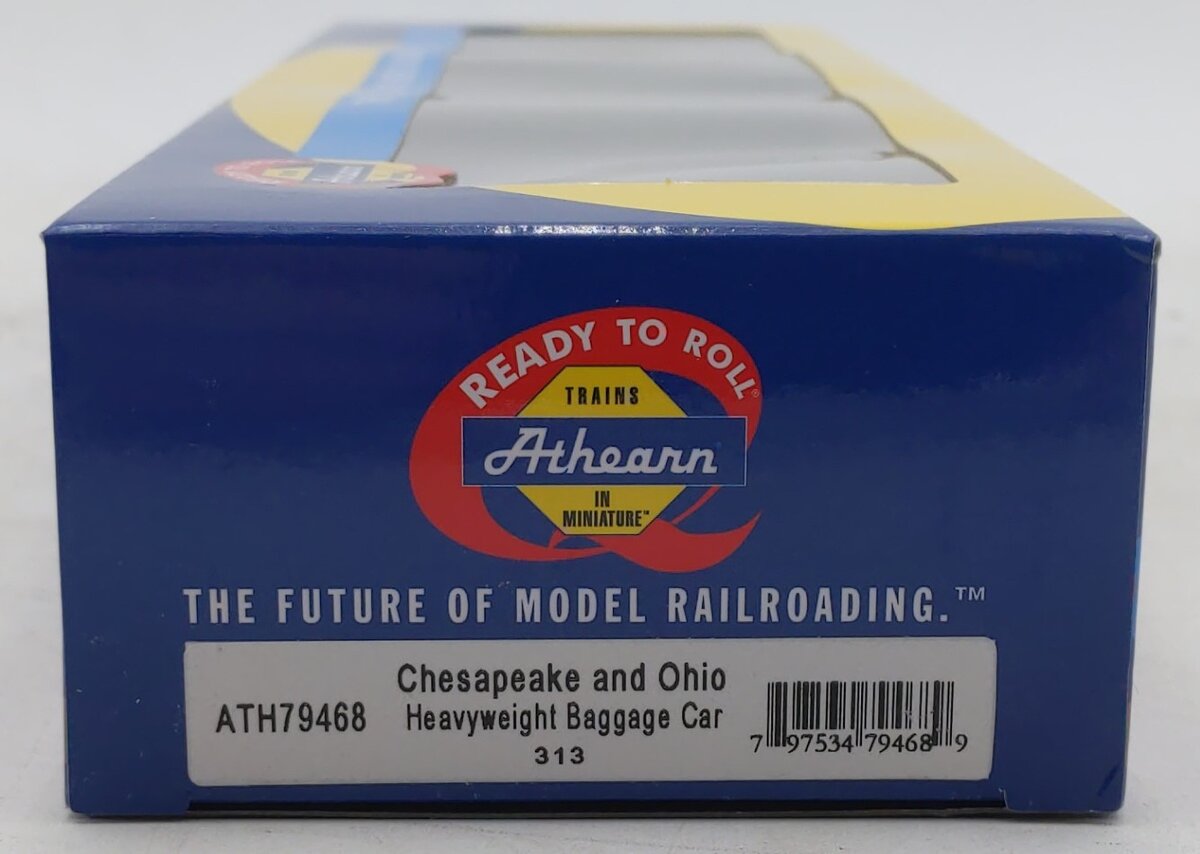 READY TO ROLL®
TRAINS
Athearn
IN
MINIATURE™
THE FUTURE OF MODEL RAILROADING.™
Chesapeake and Ohio
ATH79468
Heavyweight Baggage Car
313
7 97534 79468 9